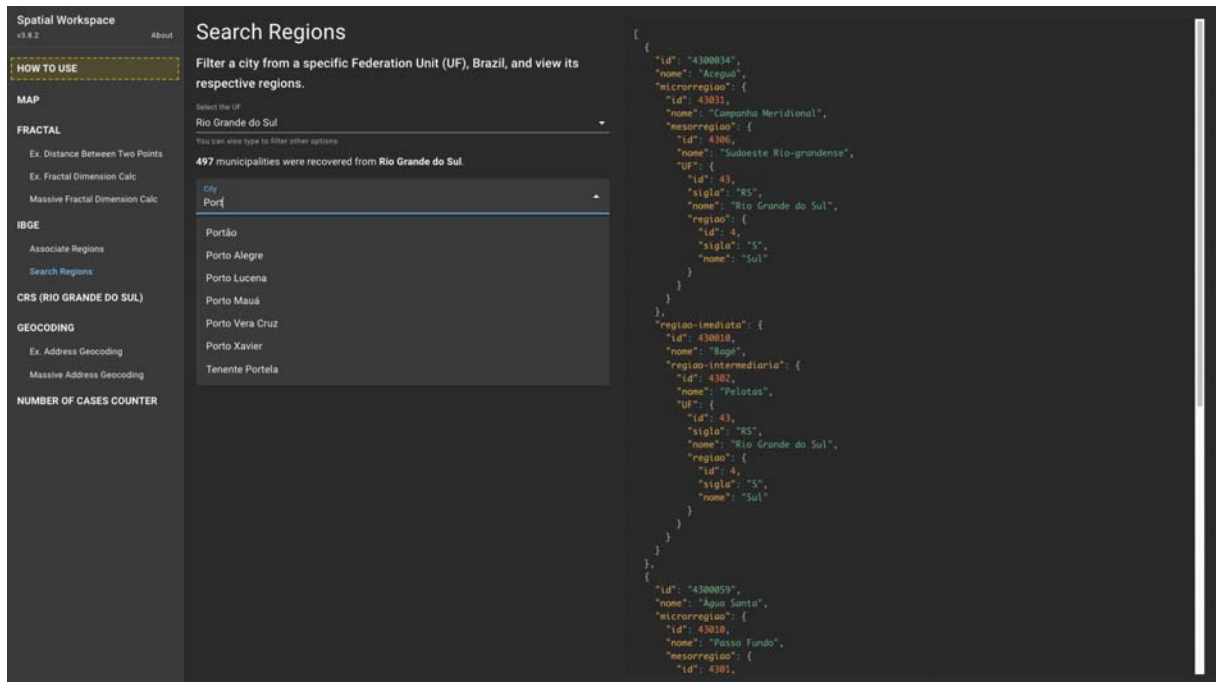 Spatial Workspace
v3.8.2 About
HOW TO USE
MAP
FRACTAL
Ex. Distance Between Two Points
Ex. Fractal Dimension Calc
Massive Fractal Dimension Calc
IBGE
Associate Regions
Search Regions
CRS (RIO GRANDE DO SUL)
GEOCODING
Ex. Address Geocoding
Massive Address Geocoding
NUMBER OF CASES COUNTER
Search Regions
Filter a city from a specific Federation Unit (UF), Brazil, and view its
respective regions.
Select the UF
Rio Grande do Sul
You can also type to filter other options
497 municipalities were recovered from Rio Grande do Sul.
City
Port
Portão
Porto Alegre
Porto Lucena
Porto Mauá
Porto Vera Cruz
Porto Xavier
Tenente Portela
[
{
"id": "4300034",
"nome": "Aceguá",
"microrregiao": {
"id": 43031,
"nome": "Campanha Meridional",
"mesorregiao": {
"id": 4306,
"nome": "Sudoeste Rio-grandense",
"UF": {
"id": 43,
"sigla": "RS",
"nome": "Rio Grande do Sul",
"regiao": {
"id": 4,
"sigla": "S",
"nome": "Sul"
}
}
}
},
"regiao-imediata": {
"id": 430010,
"nome": "Bagé",
"regiao-intermediaria": {
"id": 4302,
"nome": "Pelotas",
"UF": {
"id": 43,
"sigla": "RS",
"nome": "Rio Grande do Sul",
"regiao": {
"id": 4,
"sigla": "S",
"nome": "Sul"
}
}
}
}
},
{
"id": "4300059",
"nome": "Água Santa",
"microrregiao": {
"id": 43010,
"nome": "Passo Fundo",
"mesorregiao": {
"id": 4301,